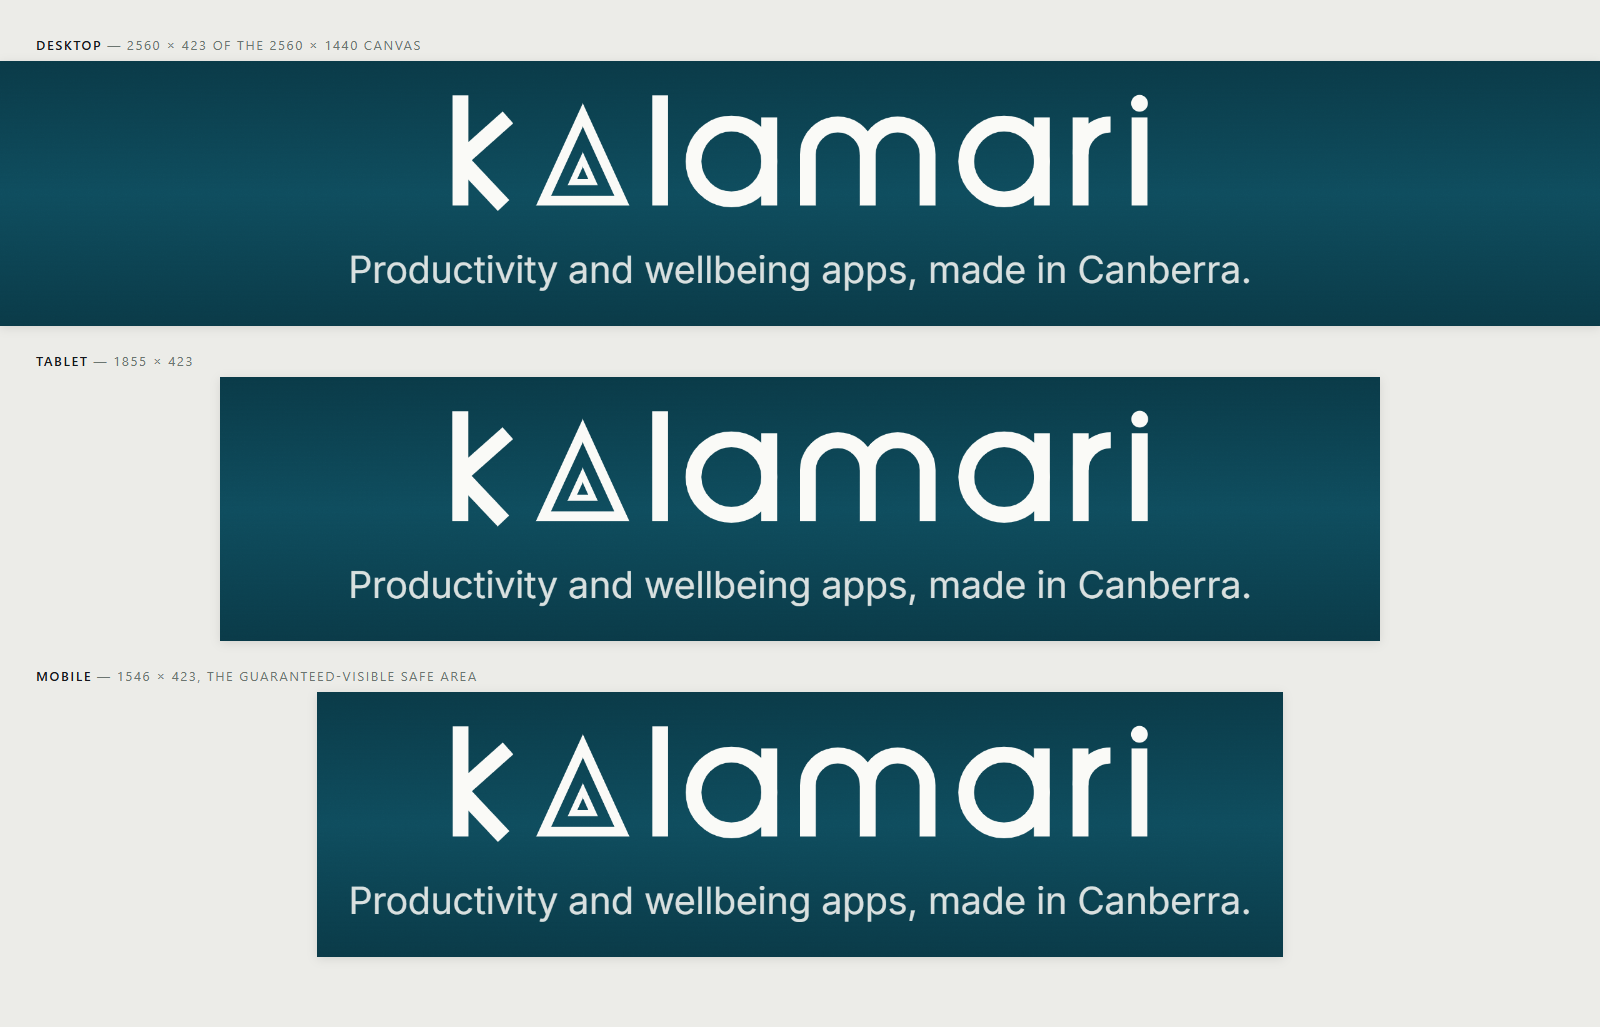 DESKTOP — 2560 × 423 OF THE 2560 × 1440 CANVAS
kalamari
Productivity and wellbeing apps, made in Canberra.
TABLET — 1855 × 423
kalamari
Productivity and wellbeing apps, made in Canberra.
MOBILE — 1546 × 423, THE GUARANTEED-VISIBLE SAFE AREA
kalamari
Productivity and wellbeing apps, made in Canberra.